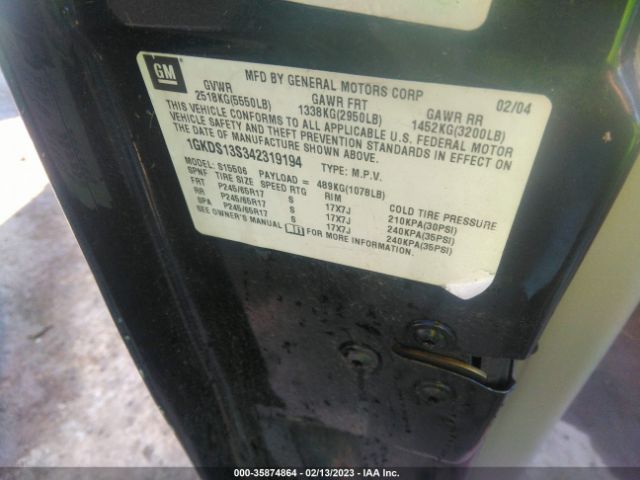 GM
MFD BY GENERAL MOTORS CORP 02/04
GVWR GAWR FRT GAWR RR
2518KG(5550LB) 1338KG(2950LB) 1452KG(3200LB)
THIS VEHICLE CONFORMS TO ALL APPLICABLE U.S. FEDERAL MOTOR
VEHICLE SAFETY AND THEFT PREVENTION STANDARDS IN EFFECT ON
THE DATE OF MANUFACTURE SHOWN ABOVE.
1GKDS13S342319194 TYPE: M.P.V.
MODEL: S15506 PAYLOAD = 489KG(1078LB)
SPNF TIRE SIZE SPEED RTG RIM COLD TIRE PRESSURE
FRT P245/65R17 S 17X7J 210KPA(30PSI)
RR P245/65R17 S 17X7J 240KPA(35PSI)
SPA P245/65R17 S 17X7J 240KPA(35PSI)
SEE OWNER'S MANUAL FOR MORE INFORMATION.
000-35874864 / 02/13/2023 - IAA Inc.